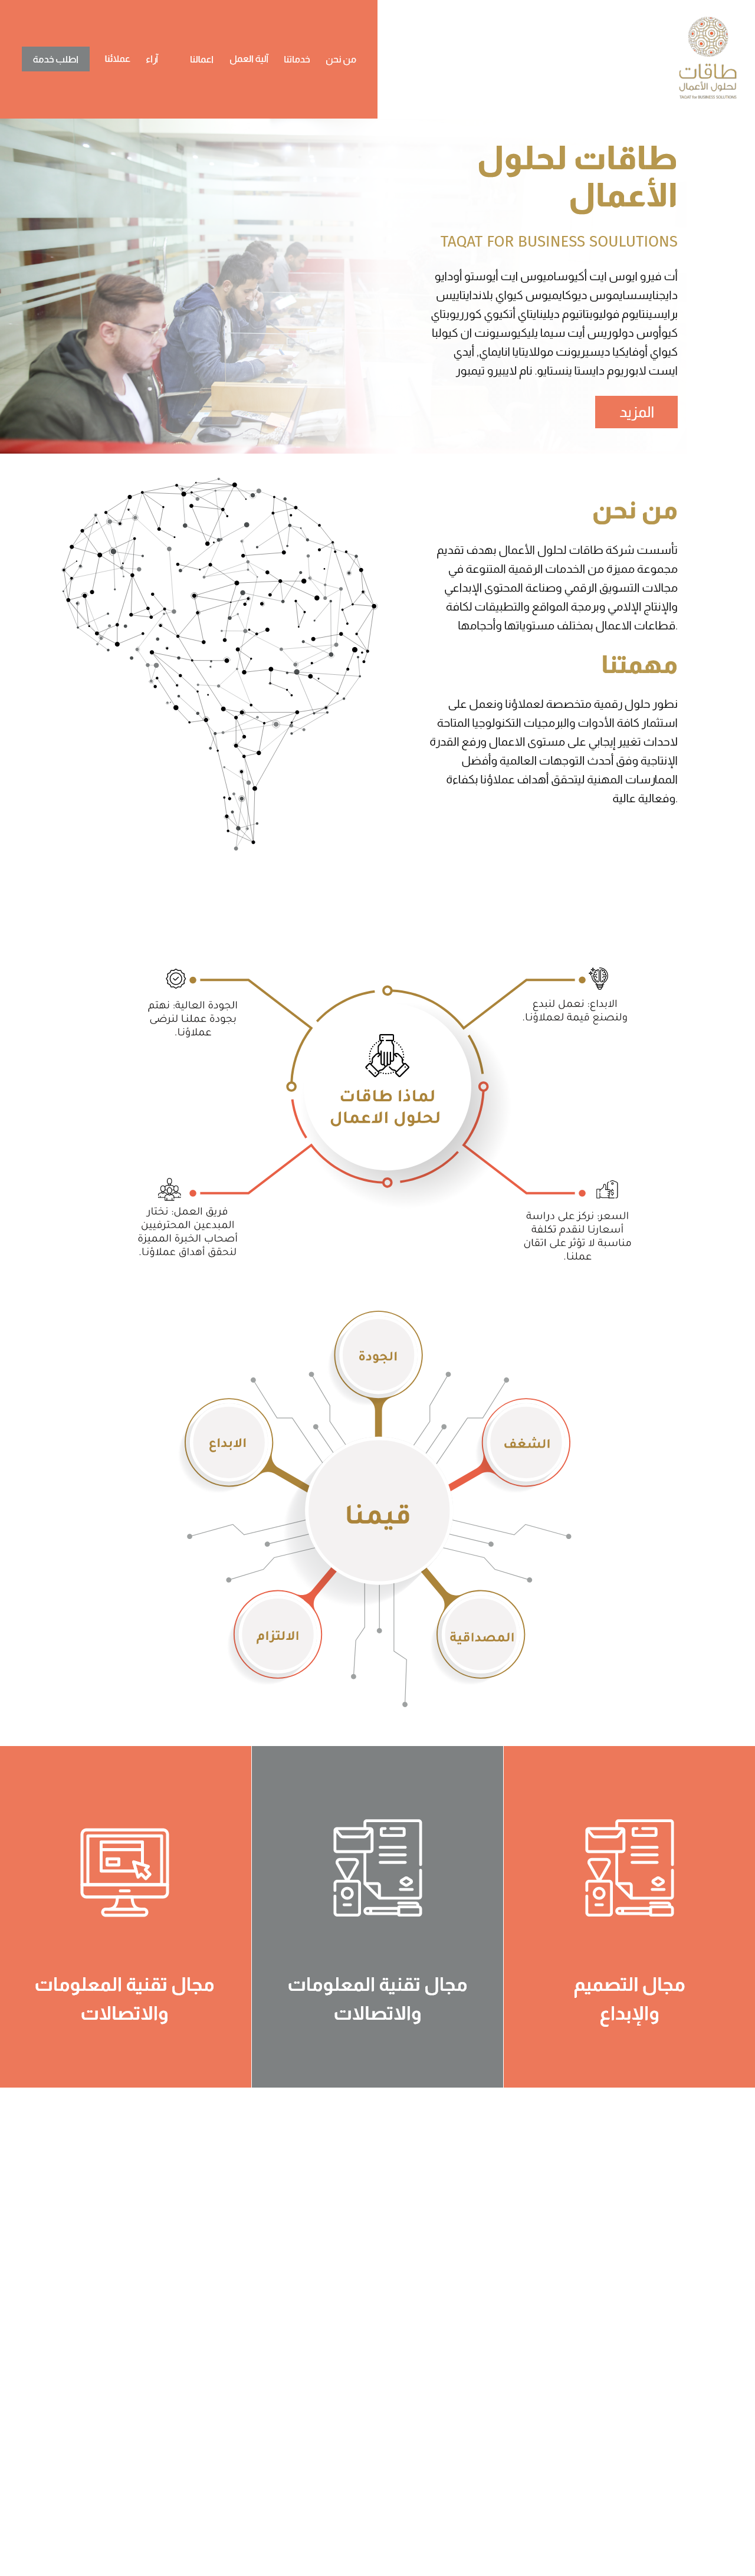 طاقات
لحلول الأعمال
TAQAT for BUSINESS SOLUTIONS
من نحن
خدماتنا
آلية العمل
اعمالنا
آراء
عملائنا
اطلب خدمة
طاقات لحلول
الأعمال
TAQAT FOR BUSINESS SOULUTIONS
أت فيرو ايوس ايت أكيوساميوس ايت أيوستو أودايو
دايجنايسسايموس ديوكايميوس كيواي بلاندايتاييس
برايسينتايوم فوليوبتاتيوم ديلينايتاي أتكيوي كورريوبتاي
كيوأوس دولوريس أيت سيما يليكيوسيونت ان كيولبا
كيواي أوفايكيا ديسيريونت موللايتايا انايماي, أيدي
ايست لابوريوم دايستا ينستايو. نام لايبيرو تيمبور
المزيد
من نحن
تأسست شركة طاقات لحلول الأعمال بهدف تقديم
مجموعة مميزة من الخدمات الرقمية المتنوعة في
مجالات التسويق الرقمي وصناعة المحتوى الإبداعي
والإنتاج الإلامي وبرمجة المواقع والتطبيقات لكافة
.قطاعات الاعمال بمختلف مستوياتها وأحجامها
مهمتنا
نطور حلول رقمية متخصصة لعملاؤنا ونعمل على
استثمار كافة الأدوات والبرمجيات التكنولوجيا المتاحة
لاحداث تغيير إيجابي على مستوى الاعمال ورفع القدرة
الإنتاجية وفق أحدث التوجهات العالمية وأفضل
الممارسات المهنية ليتحقق أهداف عملاؤنا بكفاءة
.وفعالية عالية
الابداع: نعمل لنبدع
ولنصنع قيمة لعملاؤنا.
الجودة العالية: نهتم
بجودة عملنا لنرضى
عملاؤنا.
لماذا طاقات
لحلول الاعمال
السعر: نركز على دراسة
أسعارنا لنقدم تكلفة
مناسبة لا تؤثر على اتقان
عملنا.
فريق العمل: نختار
المبدعين المحترفيين
أصحاب الخبرة المميزة
لنحقق أهداق عملاؤنا.
الجودة
الشغف
الابداع
قيمنا
المصداقية
الالتزام
مجال التصميم
والإبداع
مجال تقنية المعلومات
والاتصالات
مجال تقنية المعلومات
والاتصالات